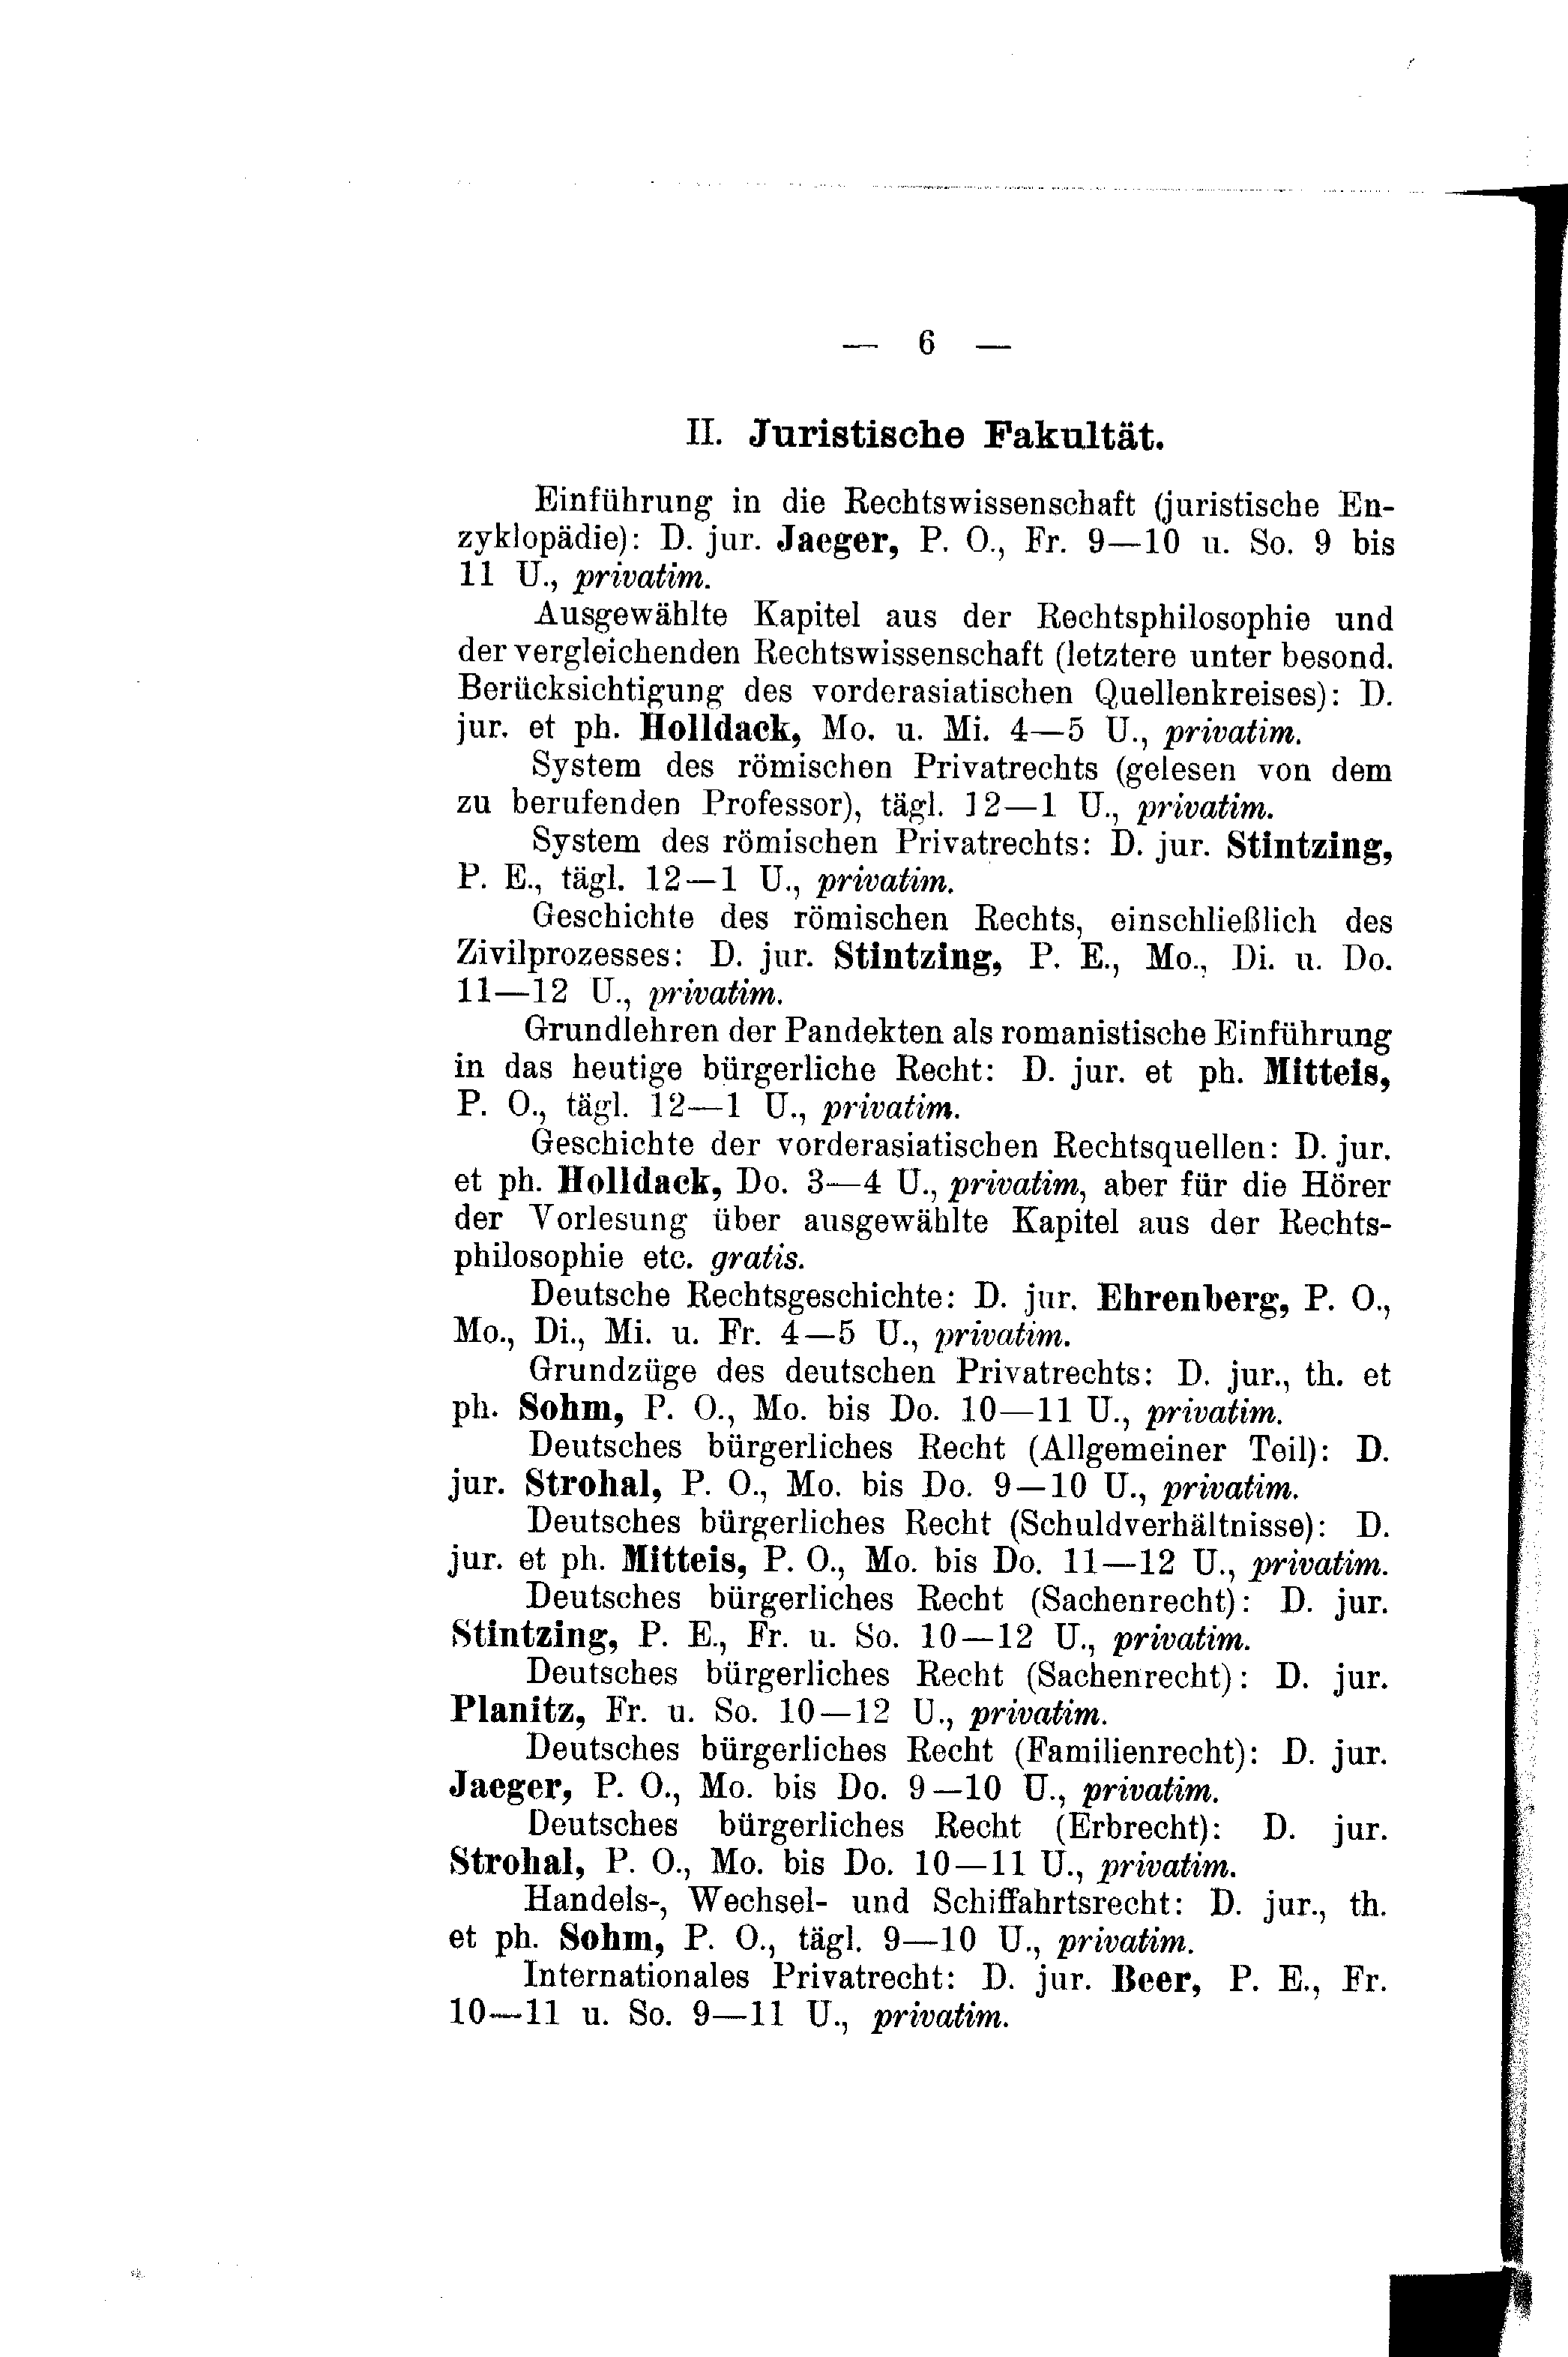 — 6 —
II. Juristische Fakultät.
Einführung in die Rechtswissenschaft (juristische En-
zyklopädie): D. jur. Jaeger, P. O., Fr. 9—10 u. So. 9 bis
11 U., privatim.
Ausgewählte Kapitel aus der Rechtsphilosophie und
der vergleichenden Rechtswissenschaft (letztere unter besond.
Berücksichtigung des vorderasiatischen Quellenkreises): D.
jur. et ph. Holldack, Mo. u. Mi. 4—5 U., privatim.
System des römischen Privatrechts (gelesen von dem
zu berufenden Professor), tägl. 12—1 U., privatim.
System des römischen Privatrechts: D. jur. Stintzing,
P. E., tägl. 12—1 U., privatim.
Geschichte des römischen Rechts, einschließlich des
Zivilprozesses: D. jur. Stintzing, P. E., Mo., Di. u. Do.
11—12 U., privatim.
Grundlehren der Pandekten als romanistische Einführung
in das heutige bürgerliche Recht: D. jur. et ph. Mitteis,
P. O., tägl. 12—1 U., privatim.
Geschichte der vorderasiatischen Rechtsquellen: D. jur.
et ph. Holldack, Do. 3—4 U., privatim, aber für die Hörer
der Vorlesung über ausgewählte Kapitel aus der Rechts-
philosophie etc. gratis.
Deutsche Rechtsgeschichte: D. jur. Ehrenberg, P. O.,
Mo., Di., Mi. u. Fr. 4—5 U., privatim.
Grundzüge des deutschen Privatrechts: D. jur., th. et
ph. Sohm, P. O., Mo. bis Do. 10—11 U., privatim.
Deutsches bürgerliches Recht (Allgemeiner Teil): D.
jur. Strohal, P. O., Mo. bis Do. 9—10 U., privatim.
Deutsches bürgerliches Recht (Schuldverhältnisse): D.
jur. et ph. Mitteis, P. O., Mo. bis Do. 11—12 U., privatim.
Deutsches bürgerliches Recht (Sachenrecht): D. jur.
Stintzing, P. E., Fr. u. So. 10—12 U., privatim.
Deutsches bürgerliches Recht (Sachenrecht): D. jur.
Planitz, Fr. u. So. 10—12 U., privatim.
Deutsches bürgerliches Recht (Familienrecht): D. jur.
Jaeger, P. O., Mo. bis Do. 9—10 U., privatim.
Deutsches bürgerliches Recht (Erbrecht): D. jur.
Strohal, P. O., Mo. bis Do. 10—11 U., privatim.
Handels-, Wechsel- und Schiffahrtsrecht: D. jur., th.
et ph. Sohm, P. O., tägl. 9—10 U., privatim.
Internationales Privatrecht: D. jur. Beer, P. E., Fr.
10—11 u. So. 9—11 U., privatim.